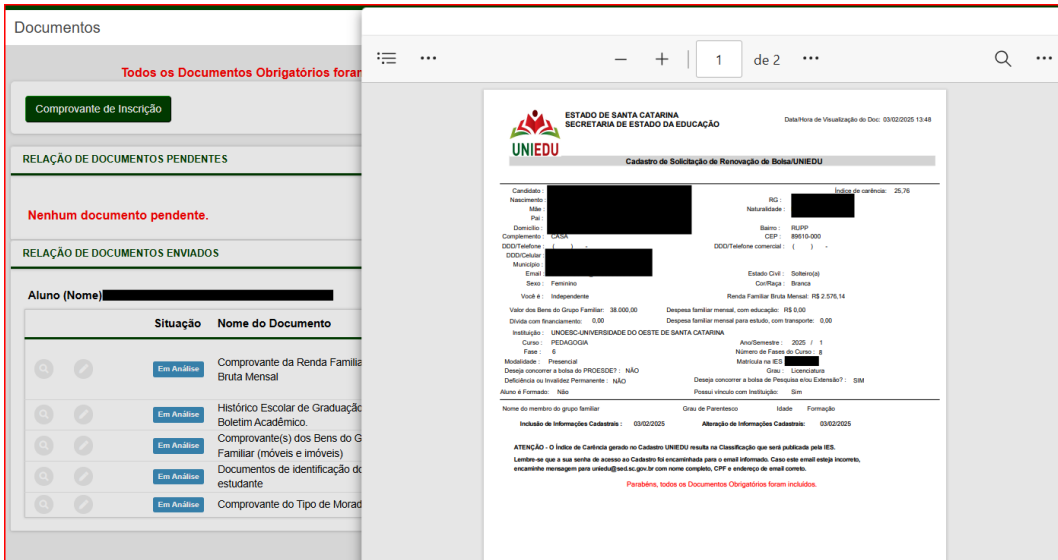 Documentos
Todos os Documentos Obrigatórios foram
Comprovante de Inscrição
RELAÇÃO DE DOCUMENTOS PENDENTES
Nenhum documento pendente.
RELAÇÃO DE DOCUMENTOS ENVIADOS
Aluno (Nome)
Situação Nome do Documento
Em Análise Comprovante da Renda Familia
Bruta Mensal
Em Análise Histórico Escolar de Graduação
Boletim Acadêmico.
Em Análise Comprovante(s) dos Bens do G
Familiar (móveis e imóveis)
Em Análise Documentos de identificação do
estudante
Em Análise Comprovante do Tipo de Morad
1 de 2
UNIEDU
ESTADO DE SANTA CATARINA
SECRETARIA DE ESTADO DA EDUCAÇÃO
Data/Hora de Visualização do Doc: 03/02/2025 13:48
Cadastro de Solicitação de Renovação de Bolsa/UNIEDU
Candidato : Índice de carência: 25,76
Nascimento : RG :
Mãe : Naturalidade :
Pai :
Domicílio : Bairro : RUPP
Complemento : CASA CEP : 89610-000
DDD/Telefone : ( ) - DDD/Telefone comercial : ( ) -
DDD/Celular :
Município :
Email : Estado Civil : Solteiro(a)
Sexo : Feminino Cor/Raça : Branca
Você é : Independente Renda Familiar Bruta Mensal: R$ 2.576,14
Valor dos Bens do Grupo Familiar: 38.000,00 Despesa familiar mensal, com educação: R$ 0,00
Dívida com financiamento: 0,00 Despesa familiar mensal para estudo, com transporte: 0,00
Instituição : UNOESC-UNIVERSIDADE DO OESTE DE SANTA CATARINA
Curso : PEDAGOGIA Ano/Semestre : 2025 / 1
Fase : 6 Número de Fases do Curso : 8
Modalidade : Presencial Matrícula na IES
Deseja concorrer a bolsa do PROESDE? : NÃO Grau : Licenciatura
Deficiência ou Invalidez Permanente : NÃO Deseja concorrer a bolsa de Pesquisa e/ou Extensão? : SIM
Aluno é Formado: Não Possui vínculo com Instituição: Sim
Nome do membro do grupo familiar Grau de Parentesco Idade Formação
Inclusão de Informações Cadastrais : 03/02/2025 Alteração de Informações Cadastrais: 03/02/2025
ATENÇÃO - O Índice de Carência gerado no Cadastro UNIEDU resulta na Classificação que será publicada pela IES.
Lembre-se que a sua senha de acesso ao Cadastro foi encaminhada para o email informado. Caso este email esteja incorreto,
encaminhe mensagem para uniedu@sed.sc.gov.br com nome completo, CPF e endereço de email correto.
Parabéns, todos os Documentos Obrigatórios foram incluídos.